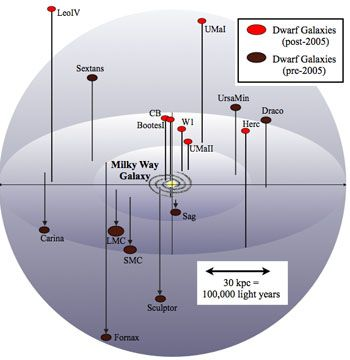 LeoIV
UMaI
Dwarf Galaxies
(post-2005)
Dwarf Galaxies
(pre-2005)
Sextans
UrsaMin
Draco
CB
BootesI
W1
Herc
UMaII
Milky Way
Galaxy
Sag
Carina
LMC
SMC
30 kpc =
100,000 light years
Sculptor
Fornax